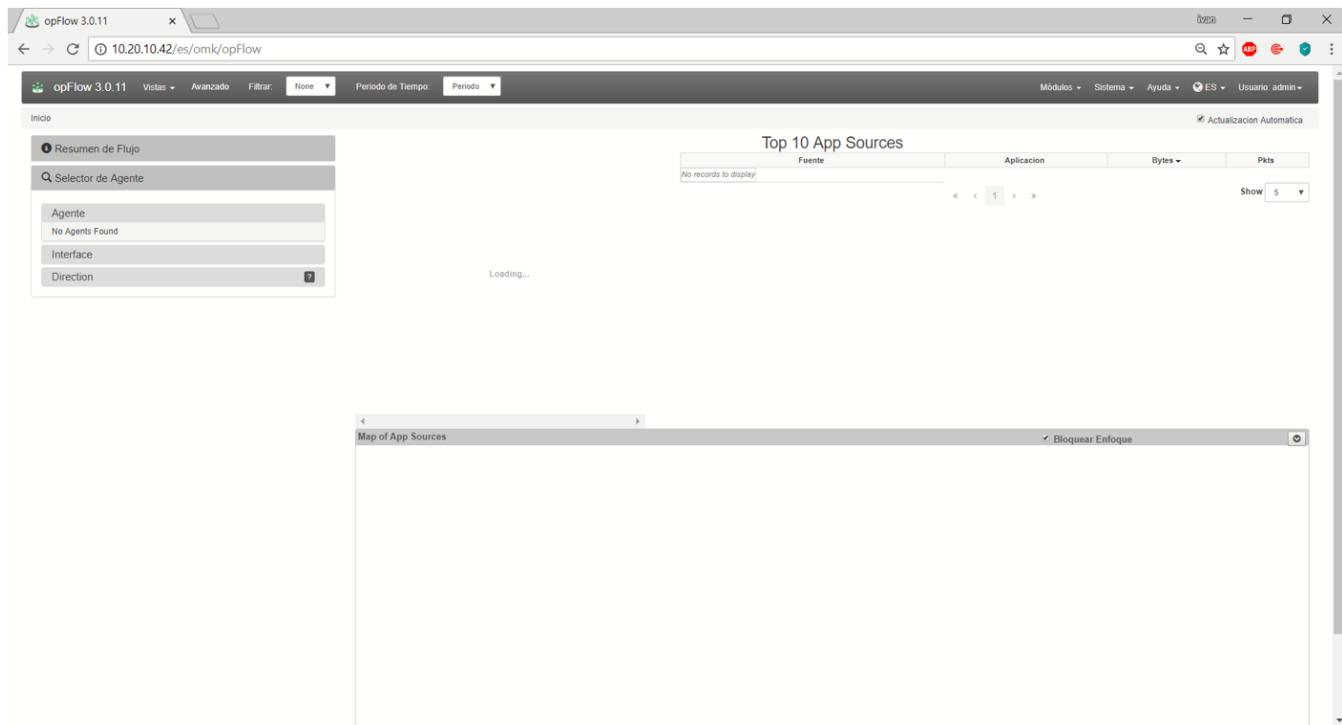 opFlow 3.0.11
ivan
10.20.10.42/es/omk/opFlow
ABP
opFlow 3.0.11 Vistas Avanzado Filtrar: None Periodo de Tiempo: Periodo Módulos Sistema Ayuda ES Usuario: admin
Inicio
Actualizacion Automatica
Resumen de Flujo
Selector de Agente
Agente
No Agents Found
Interface
Direction ?
Loading...
Top 10 App Sources
Fuente Aplicacion Bytes Pkts
No records to display
« ‹ 1 › »
Show 5
Map of App Sources
Bloquear Enfoque